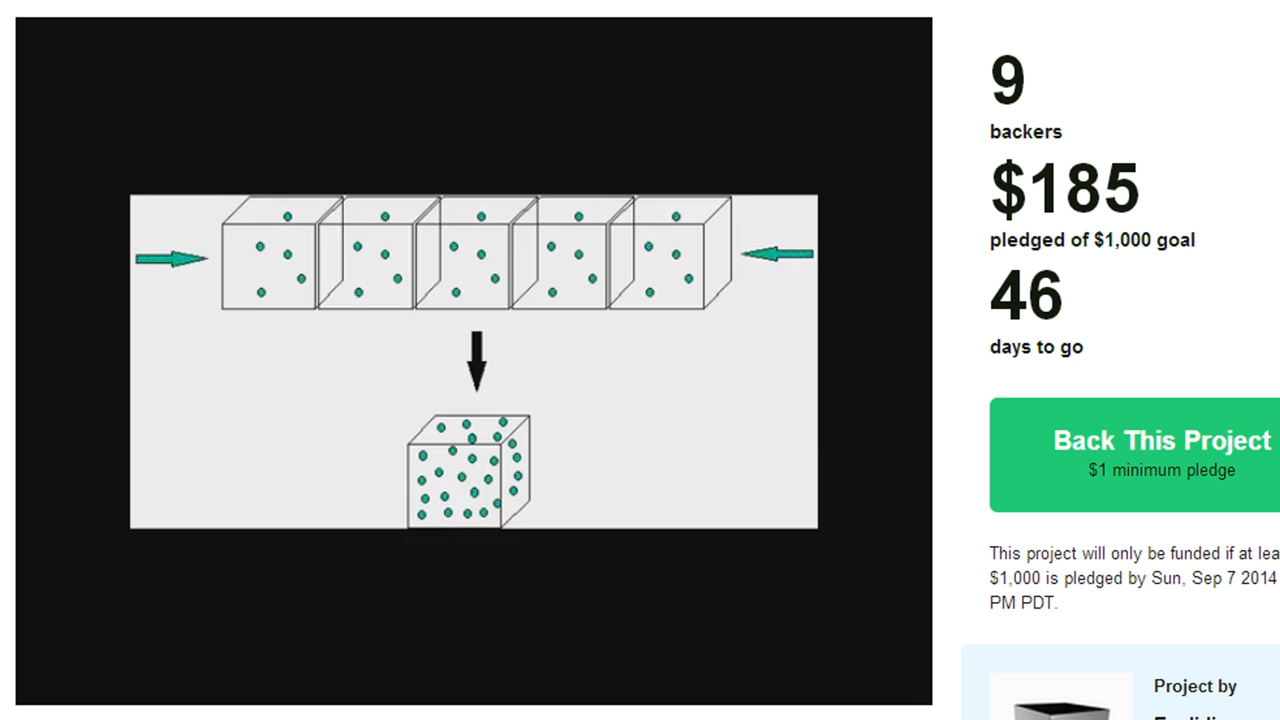 9
backers
$185
pledged of $1,000 goal
46
days to go
Back This Project
$1 minimum pledge
This project will only be funded if at
$1,000 is pledged by Sun, Sep 7 2014
PM PDT.
Project by